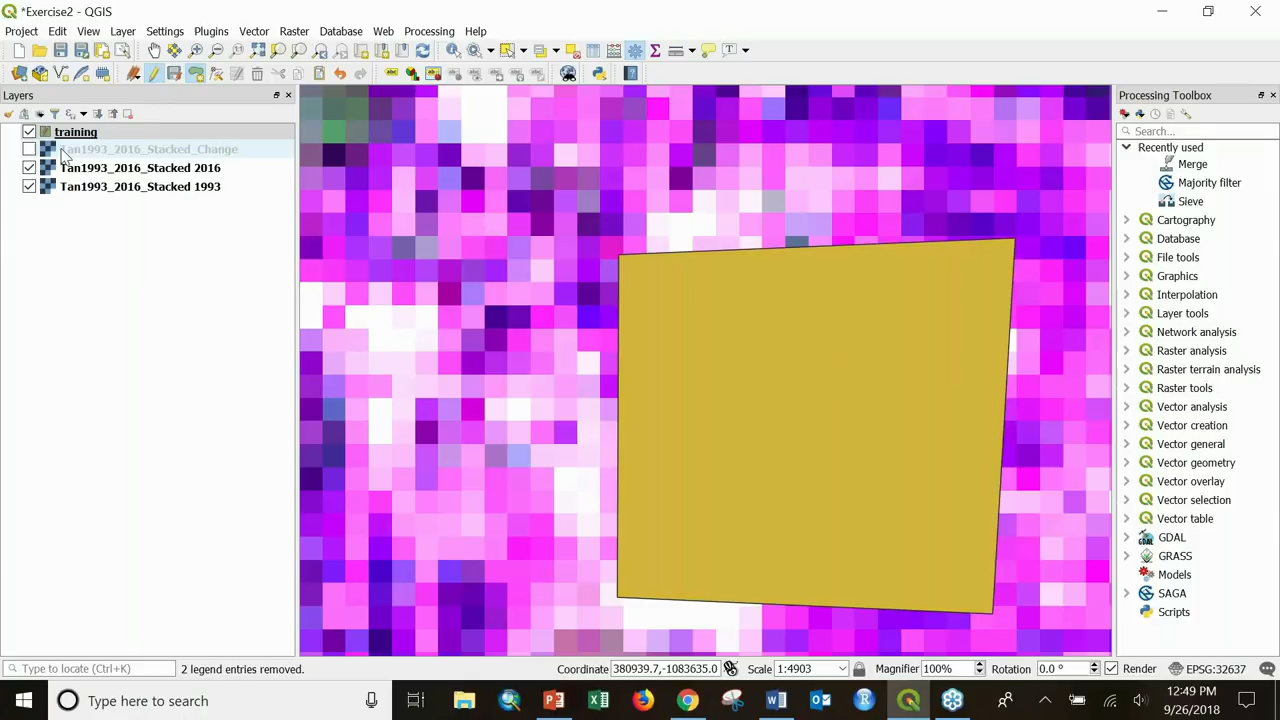 *Exercise2 - QGIS
Project Edit View Layer Settings Plugins Vector Raster Database Web Processing Help
Layers
Processing Toolbox
training
Tan1993_2016_Stacked_Change
Tan1993_2016_Stacked 2016
Tan1993_2016_Stacked 1993
Search...
Recently used
Merge
Majority filter
Sieve
Cartography
Database
File tools
Graphics
Interpolation
Layer tools
Network analysis
Raster analysis
Raster terrain analysis
Raster tools
Vector analysis
Vector creation
Vector general
Vector geometry
Vector overlay
Vector selection
Vector table
GDAL
GRASS
Models
SAGA
Scripts
Type to locate (Ctrl+K) 2 legend entries removed. Coordinate 380939.7,-1083635.0 Scale 1:4903 Magnifier 100% Rotation 0.0 ° Render EPSG:32637
Type here to search
12:49 PM
9/26/2018